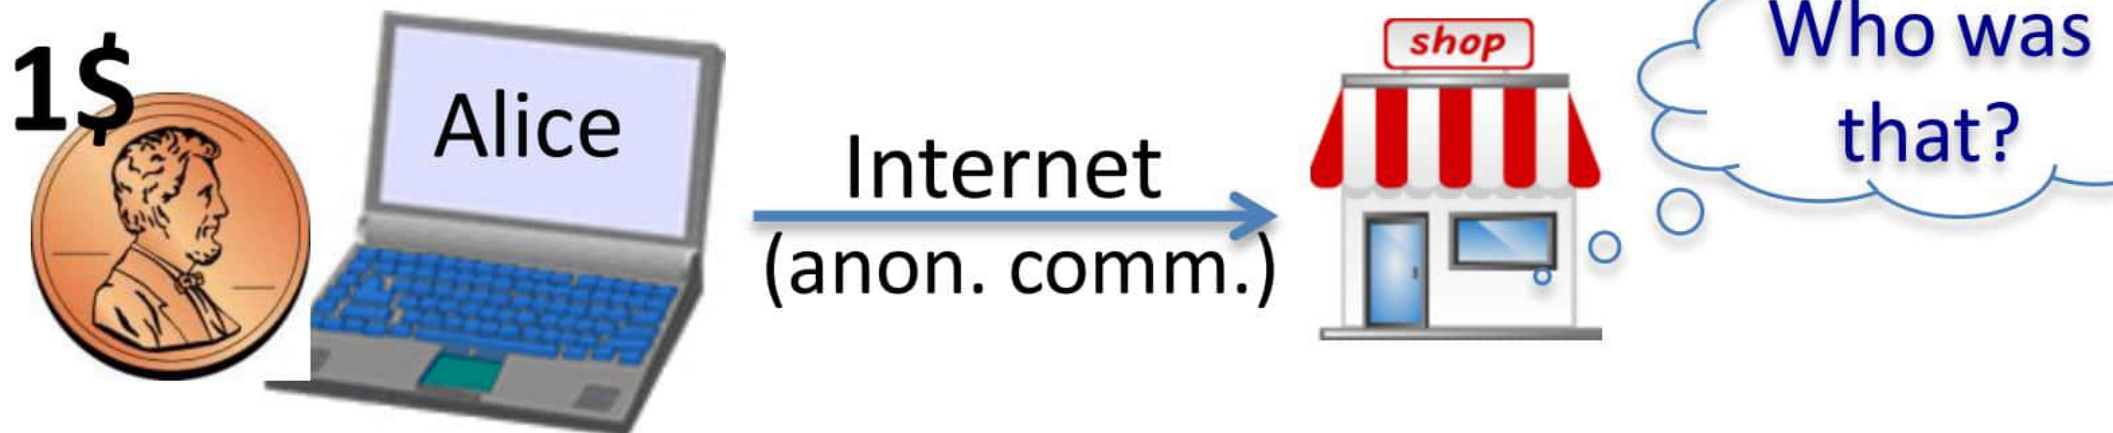 1$
Alice
Internet
(anon. comm.)
shop
Who was
that?